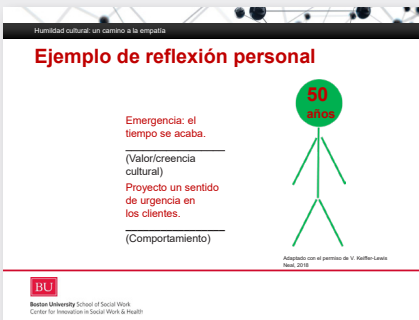 Humildad cultural: un camino a la empatía
Ejemplo de reflexión personal
50
años
Emergencia: el
tiempo se acaba.
(Valor/creencia
cultural)
Proyecto un sentido
de urgencia en
los clientes.
(Comportamiento)
Adaptado con el permiso de V. Keiffer-Lewis
Neal, 2018
BU
Boston University School of Social Work
Center for Innovation in Social Work & Health